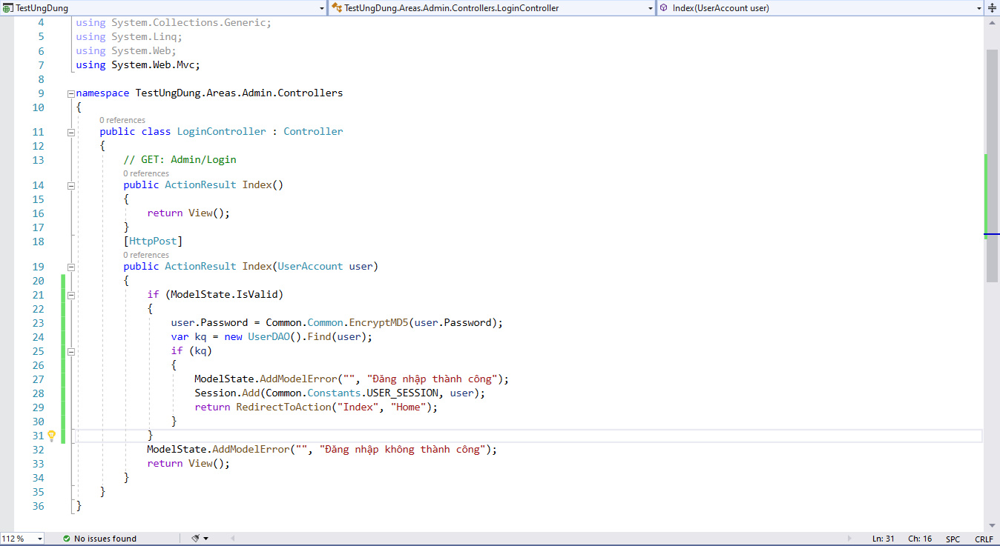 TestUngDung TestUngDung.Areas.Admin.Controllers.LoginController Index(UserAccount user)
4 using System.Collections.Generic;
5 using System.Linq;
6 using System.Web;
7 using System.Web.Mvc;
8
9 namespace TestUngDung.Areas.Admin.Controllers
10 {
0 references
11 public class LoginController : Controller
12 {
13 // GET: Admin/Login
0 references
14 public ActionResult Index()
15 {
16 return View();
17 }
18 [HttpPost]
0 references
19 public ActionResult Index(UserAccount user)
20 {
21 if (ModelState.IsValid)
22 {
23 user.Password = Common.Common.EncryptMD5(user.Password);
24 var kq = new UserDAO().Find(user);
25 if (kq)
26 {
27 ModelState.AddModelError("", "Đăng nhập thành công");
28 Session.Add(Common.Constants.USER_SESSION, user);
29 return RedirectToAction("Index", "Home");
30 }
31 }
32 ModelState.AddModelError("", "Đăng nhập không thành công");
33 return View();
34 }
35 }
36 }
112 % No issues found Ln: 31 Ch: 16 SPC CRLF